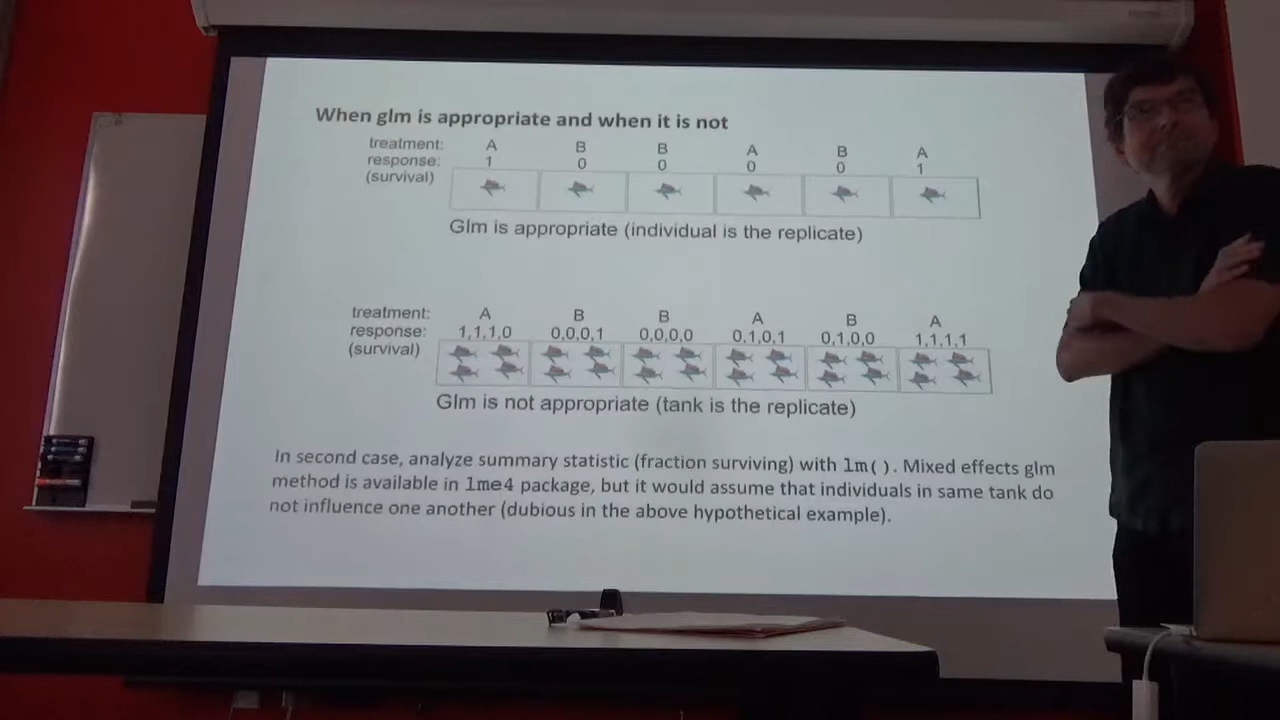 When glm is appropriate and when it is not
treatment: A B B A B A
response: 1 0 0 0 0 1
(survival)
Glm is appropriate (individual is the replicate)
treatment: A B B A B A
response: 1,1,1,0 0,0,0,1 0,0,0,0 0,1,0,1 0,1,0,0 1,1,1,1
(survival)
Glm is not appropriate (tank is the replicate)
In second case, analyze summary statistic (fraction surviving) with lm(). Mixed effects glm
method is available in lme4 package, but it would assume that individuals in same tank do
not influence one another (dubious in the above hypothetical example).